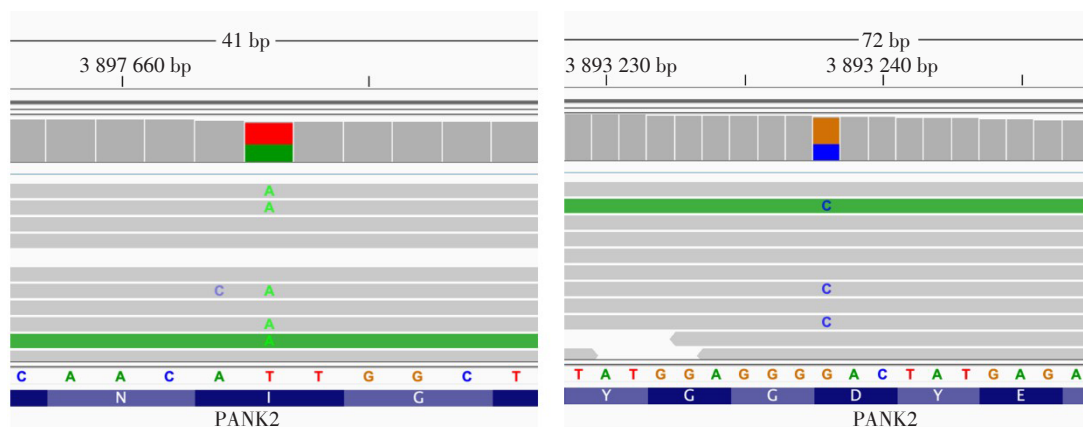 41 bp
3 897 660 bp
A
A
C A
A
A
C A A C A T T G G C T
N I G
PANK2
72 bp
3 893 230 bp 3 893 240 bp
C
C
C
T A T G G A G G G G A C T A T G A G A
Y G G D Y E
PANK2